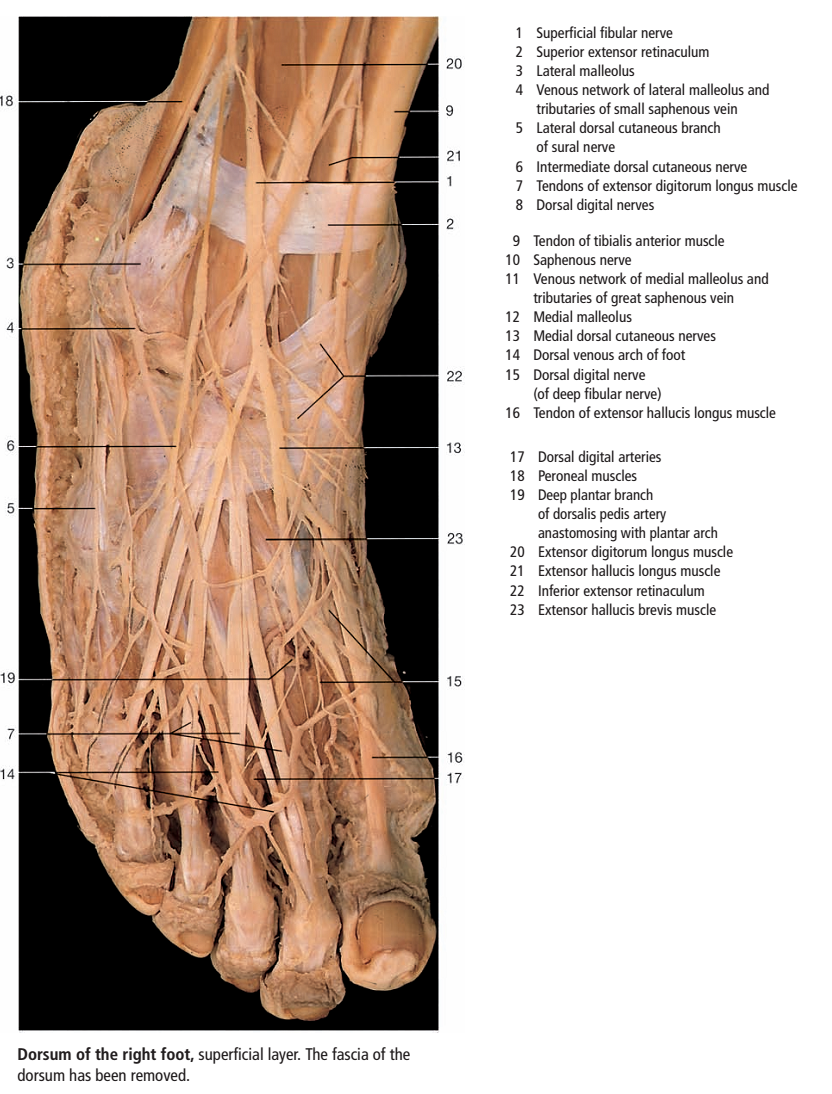 20
18
9
21
1
2
3
4
22
6
13
5
23
19
15
7
16
14
17
1 Superficial fibular nerve
2 Superior extensor retinaculum
3 Lateral malleolus
4 Venous network of lateral malleolus and
tributaries of small saphenous vein
5 Lateral dorsal cutaneous branch
of sural nerve
6 Intermediate dorsal cutaneous nerve
7 Tendons of extensor digitorum longus muscle
8 Dorsal digital nerves
9 Tendon of tibialis anterior muscle
10 Saphenous nerve
11 Venous network of medial malleolus and
tributaries of great saphenous vein
12 Medial malleolus
13 Medial dorsal cutaneous nerves
14 Dorsal venous arch of foot
15 Dorsal digital nerve
(of deep fibular nerve)
16 Tendon of extensor hallucis longus muscle
17 Dorsal digital arteries
18 Peroneal muscles
19 Deep plantar branch
of dorsalis pedis artery
anastomosing with plantar arch
20 Extensor digitorum longus muscle
21 Extensor hallucis longus muscle
22 Inferior extensor retinaculum
23 Extensor hallucis brevis muscle
Dorsum of the right foot, superficial layer. The fascia of the
dorsum has been removed.